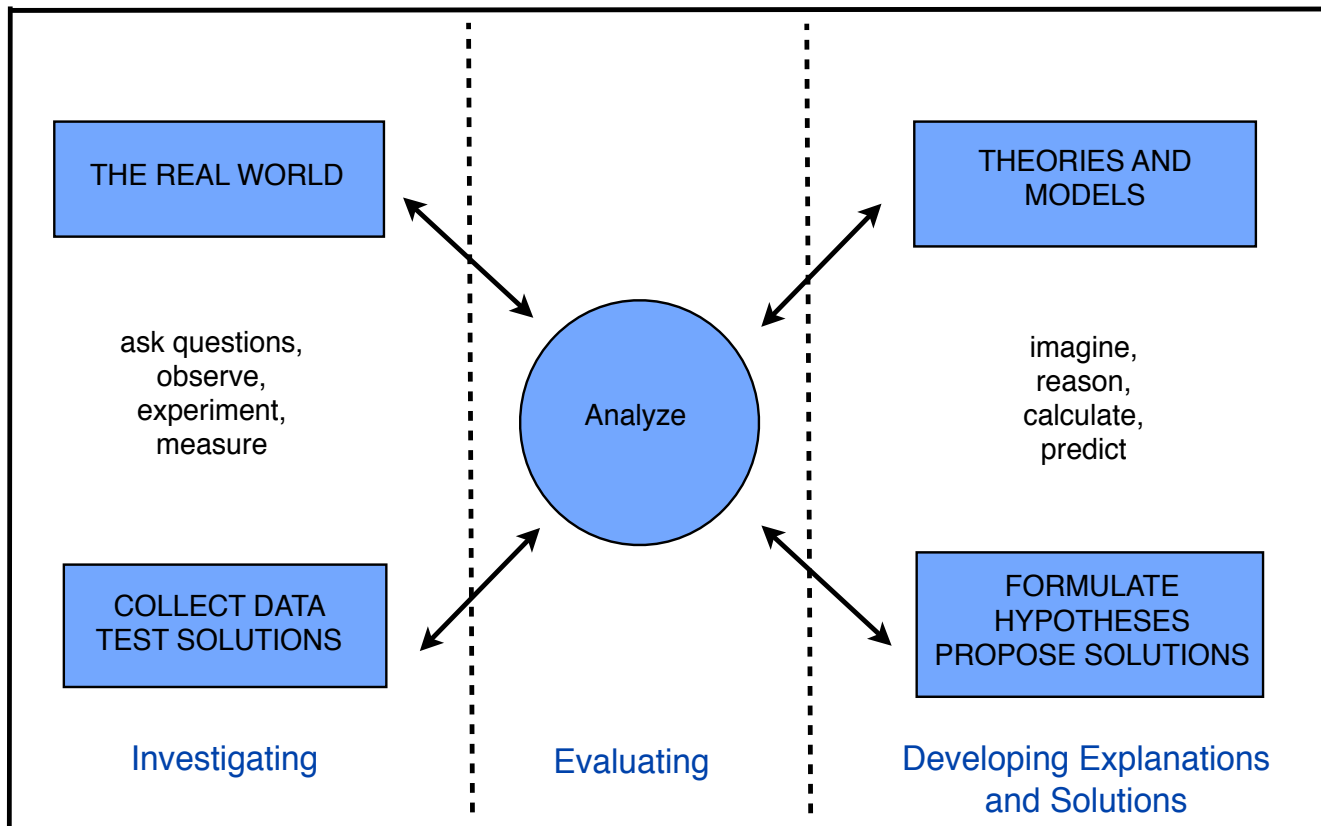 THE REAL WORLD
ask questions,
observe,
experiment,
measure
COLLECT DATA
TEST SOLUTIONS
Investigating
Analyze
Evaluating
THEORIES AND
MODELS
imagine,
reason,
calculate,
predict
FORMULATE
HYPOTHESES
PROPOSE SOLUTIONS
Developing Explanations
and Solutions